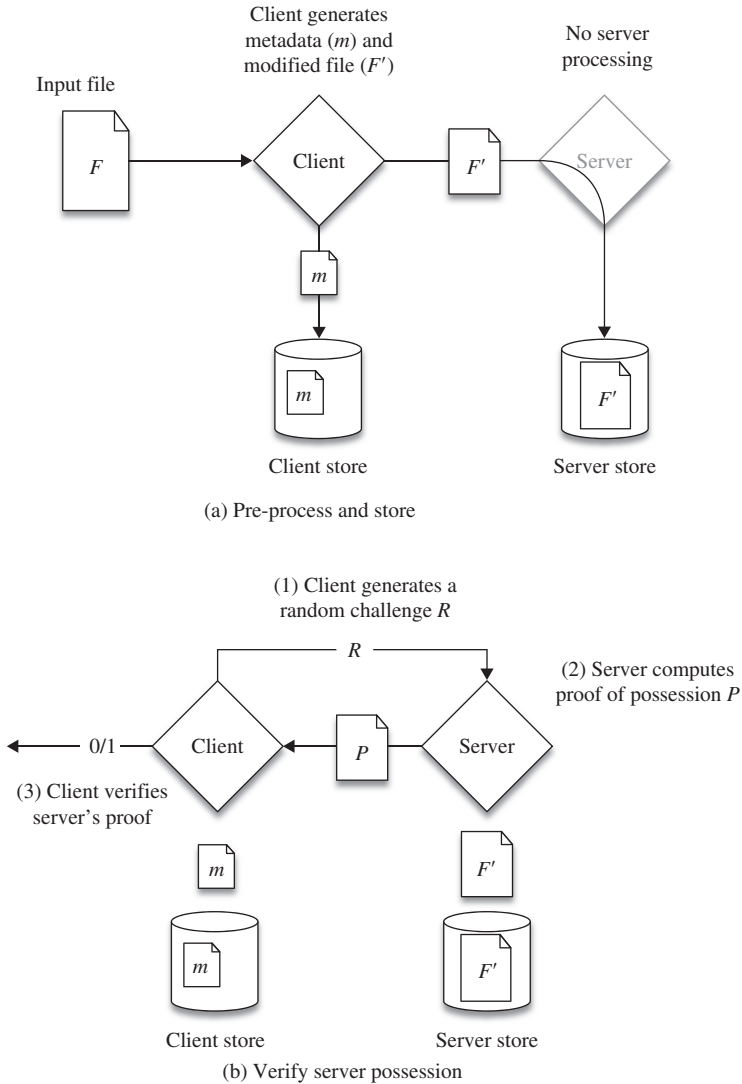 Client generates
metadata (m) and
modified file (F′)
No server
processing
Input file
F
Client
F′
Server
m
m
F′
Client store
Server store
(a) Pre-process and store
(1) Client generates a
random challenge R
R
(2) Server computes
proof of possession P
0/1
Client
P
Server
(3) Client verifies
server’s proof
m
F′
m
F′
Client store
Server store
(b) Verify server possession